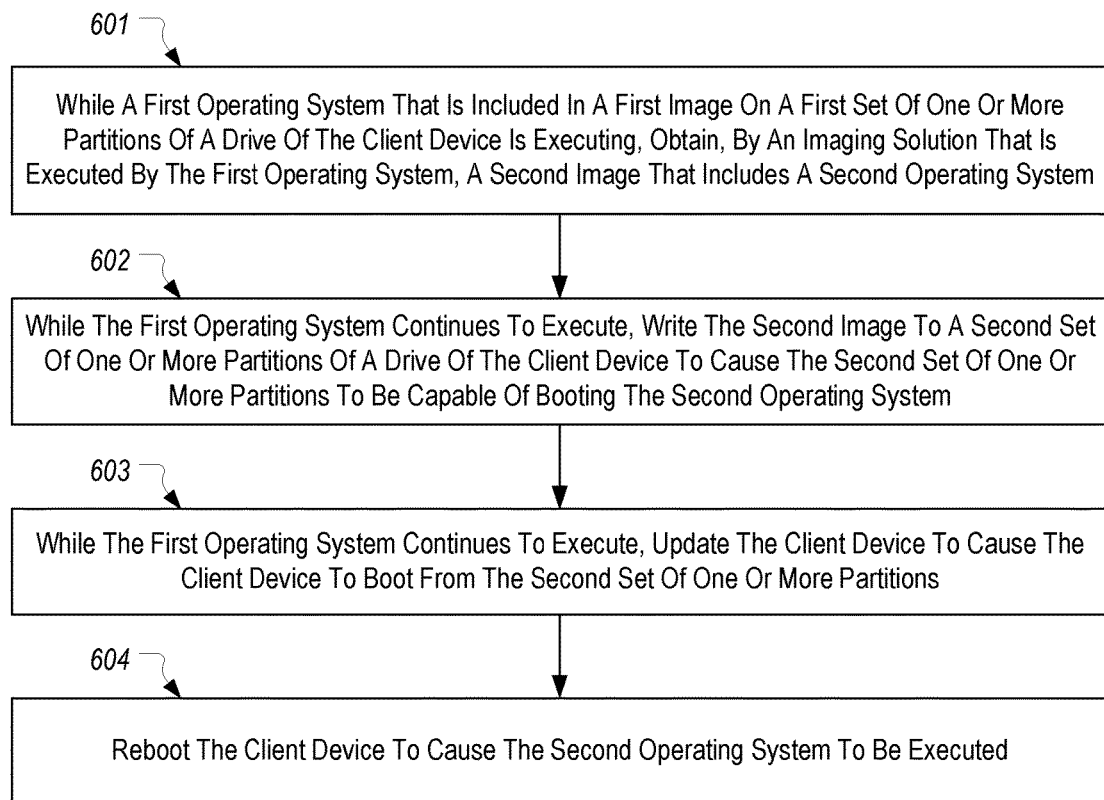 601
While A First Operating System That Is Included In A First Image On A First Set Of One Or More
Partitions Of A Drive Of The Client Device Is Executing, Obtain, By An Imaging Solution That Is
Executed By The First Operating System, A Second Image That Includes A Second Operating System
602
While The First Operating System Continues To Execute, Write The Second Image To A Second Set
Of One Or More Partitions Of A Drive Of The Client Device To Cause The Second Set Of One Or
More Partitions To Be Capable Of Booting The Second Operating System
603
While The First Operating System Continues To Execute, Update The Client Device To Cause The
Client Device To Boot From The Second Set Of One Or More Partitions
604
Reboot The Client Device To Cause The Second Operating System To Be Executed